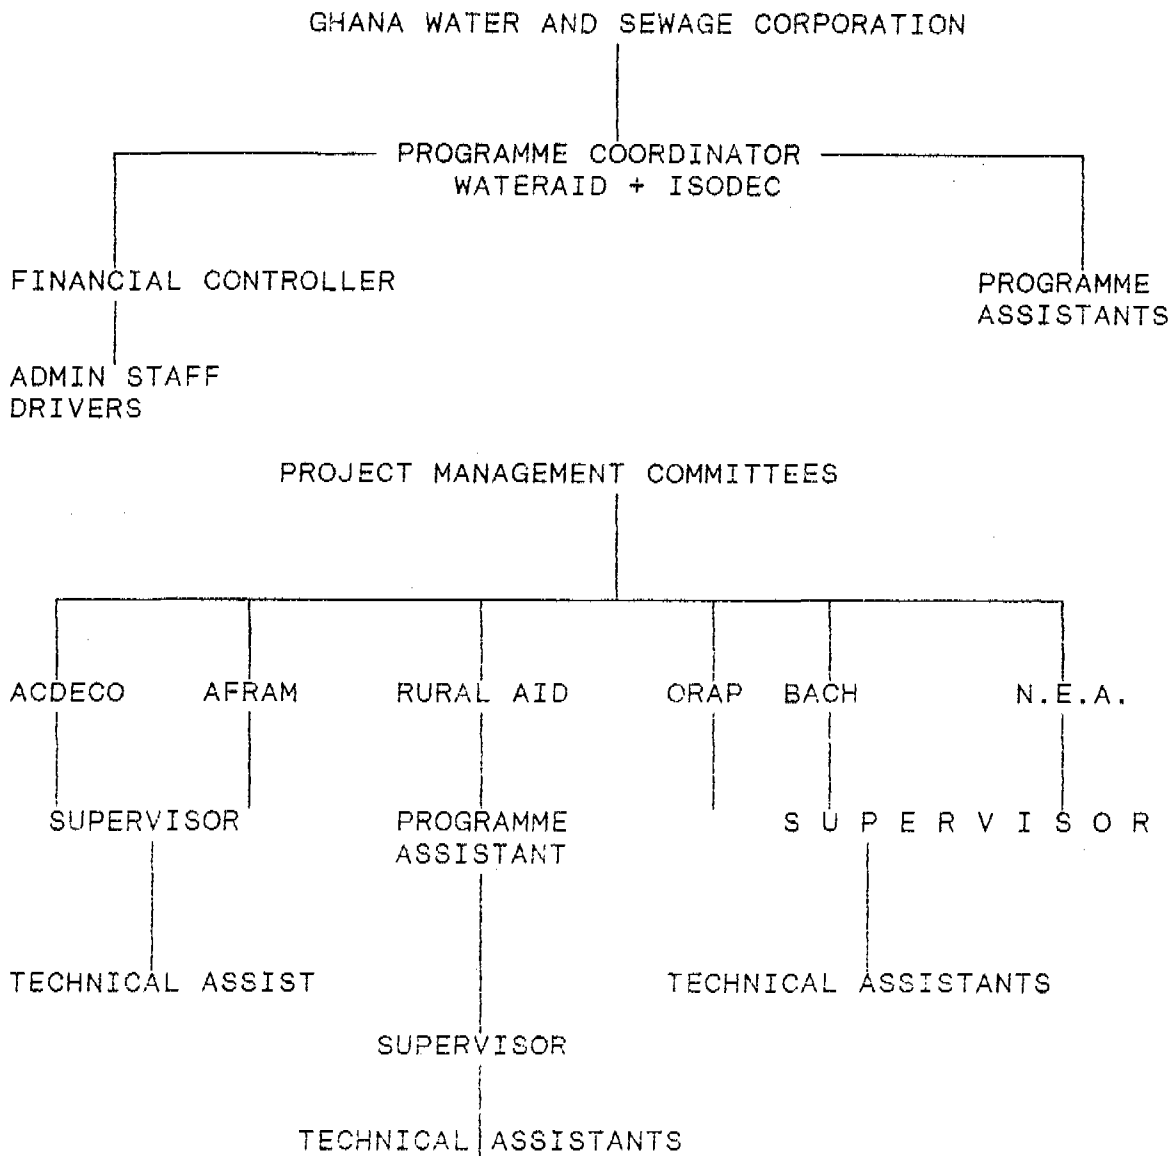 GHANA WATER AND SEWAGE CORPORATION
PROGRAMME COORDINATOR
WATERAID + ISODEC
FINANCIAL CONTROLLER
PROGRAMME
ASSISTANTS
ADMIN STAFF
DRIVERS
PROJECT MANAGEMENT COMMITTEES
ACDECO AFRAM RURAL AID ORAP BACH N.E.A.
SUPERVISOR PROGRAMME S U P E R V I S O R
ASSISTANT
TECHNICAL ASSIST TECHNICAL ASSISTANTS
SUPERVISOR
TECHNICAL ASSISTANTS